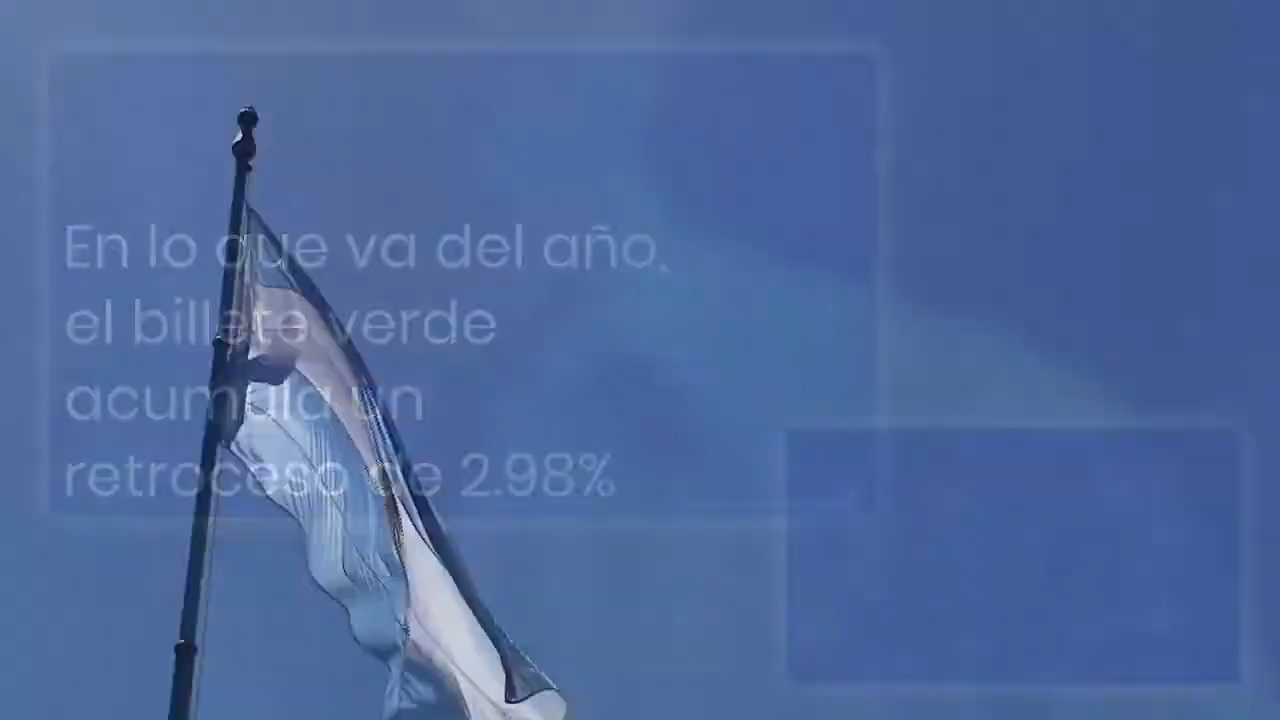 En lo que va del año,
el billete verde
acumula un
retroceso de 2.98%